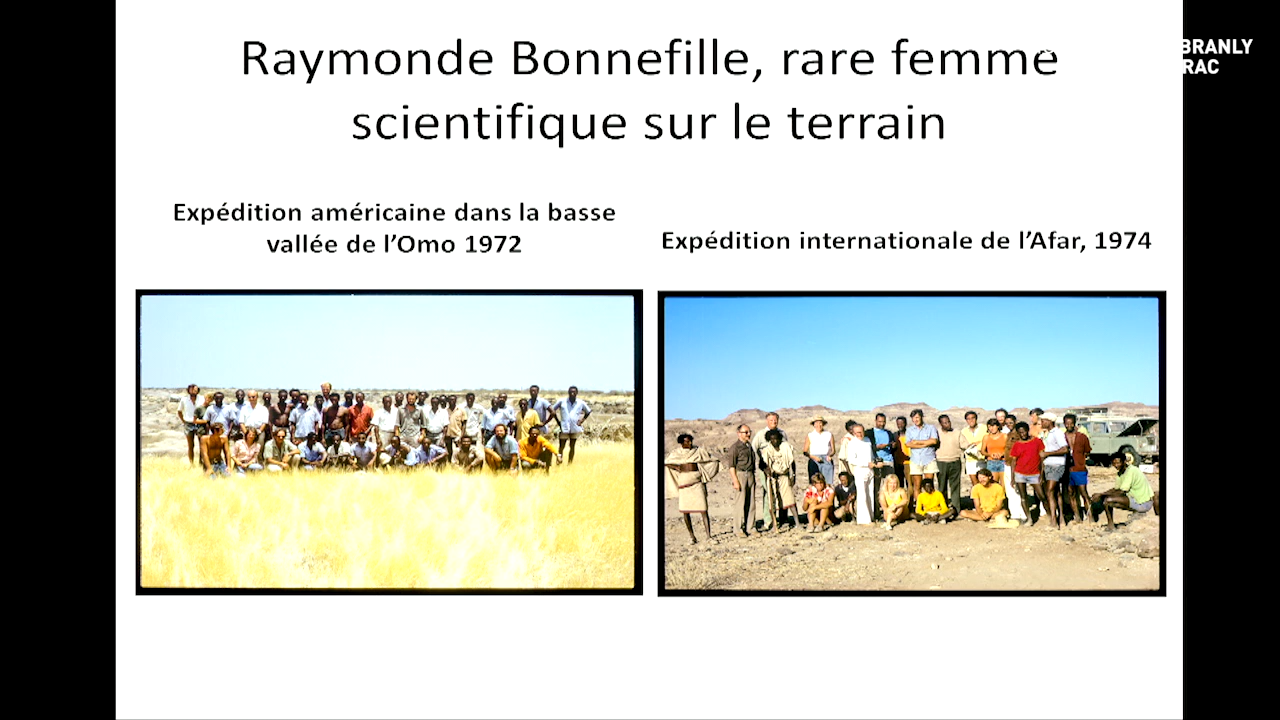 Raymonde Bonnefille, rare femme
scientifique sur le terrain
BRANLY
RAC
Expédition américaine dans la basse
vallée de l’Omo 1972
Expédition internationale de l’Afar, 1974